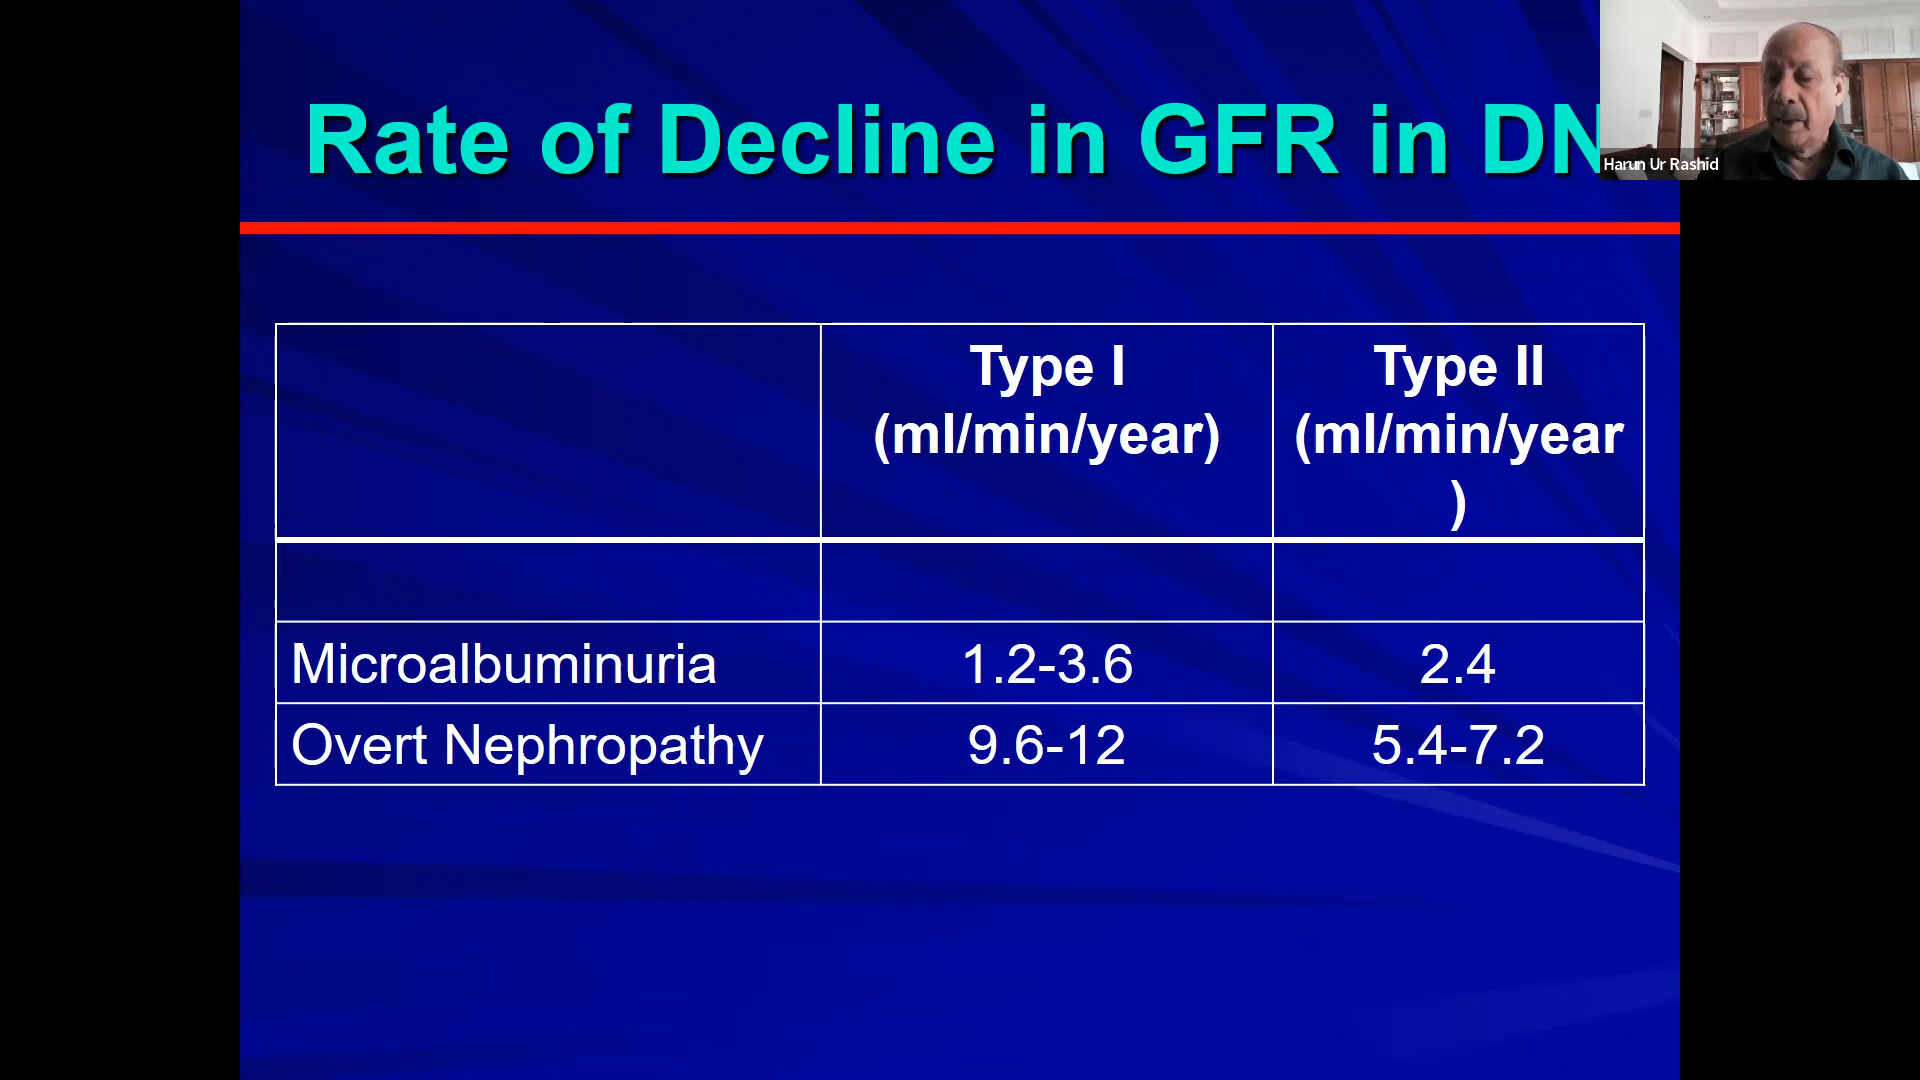 Rate of Decline in GFR in DN
Harun Ur Rashid
Type I
(ml/min/year)
Type II
(ml/min/year
)
Microalbuminuria 1.2-3.6 2.4
Overt Nephropathy 9.6-12 5.4-7.2